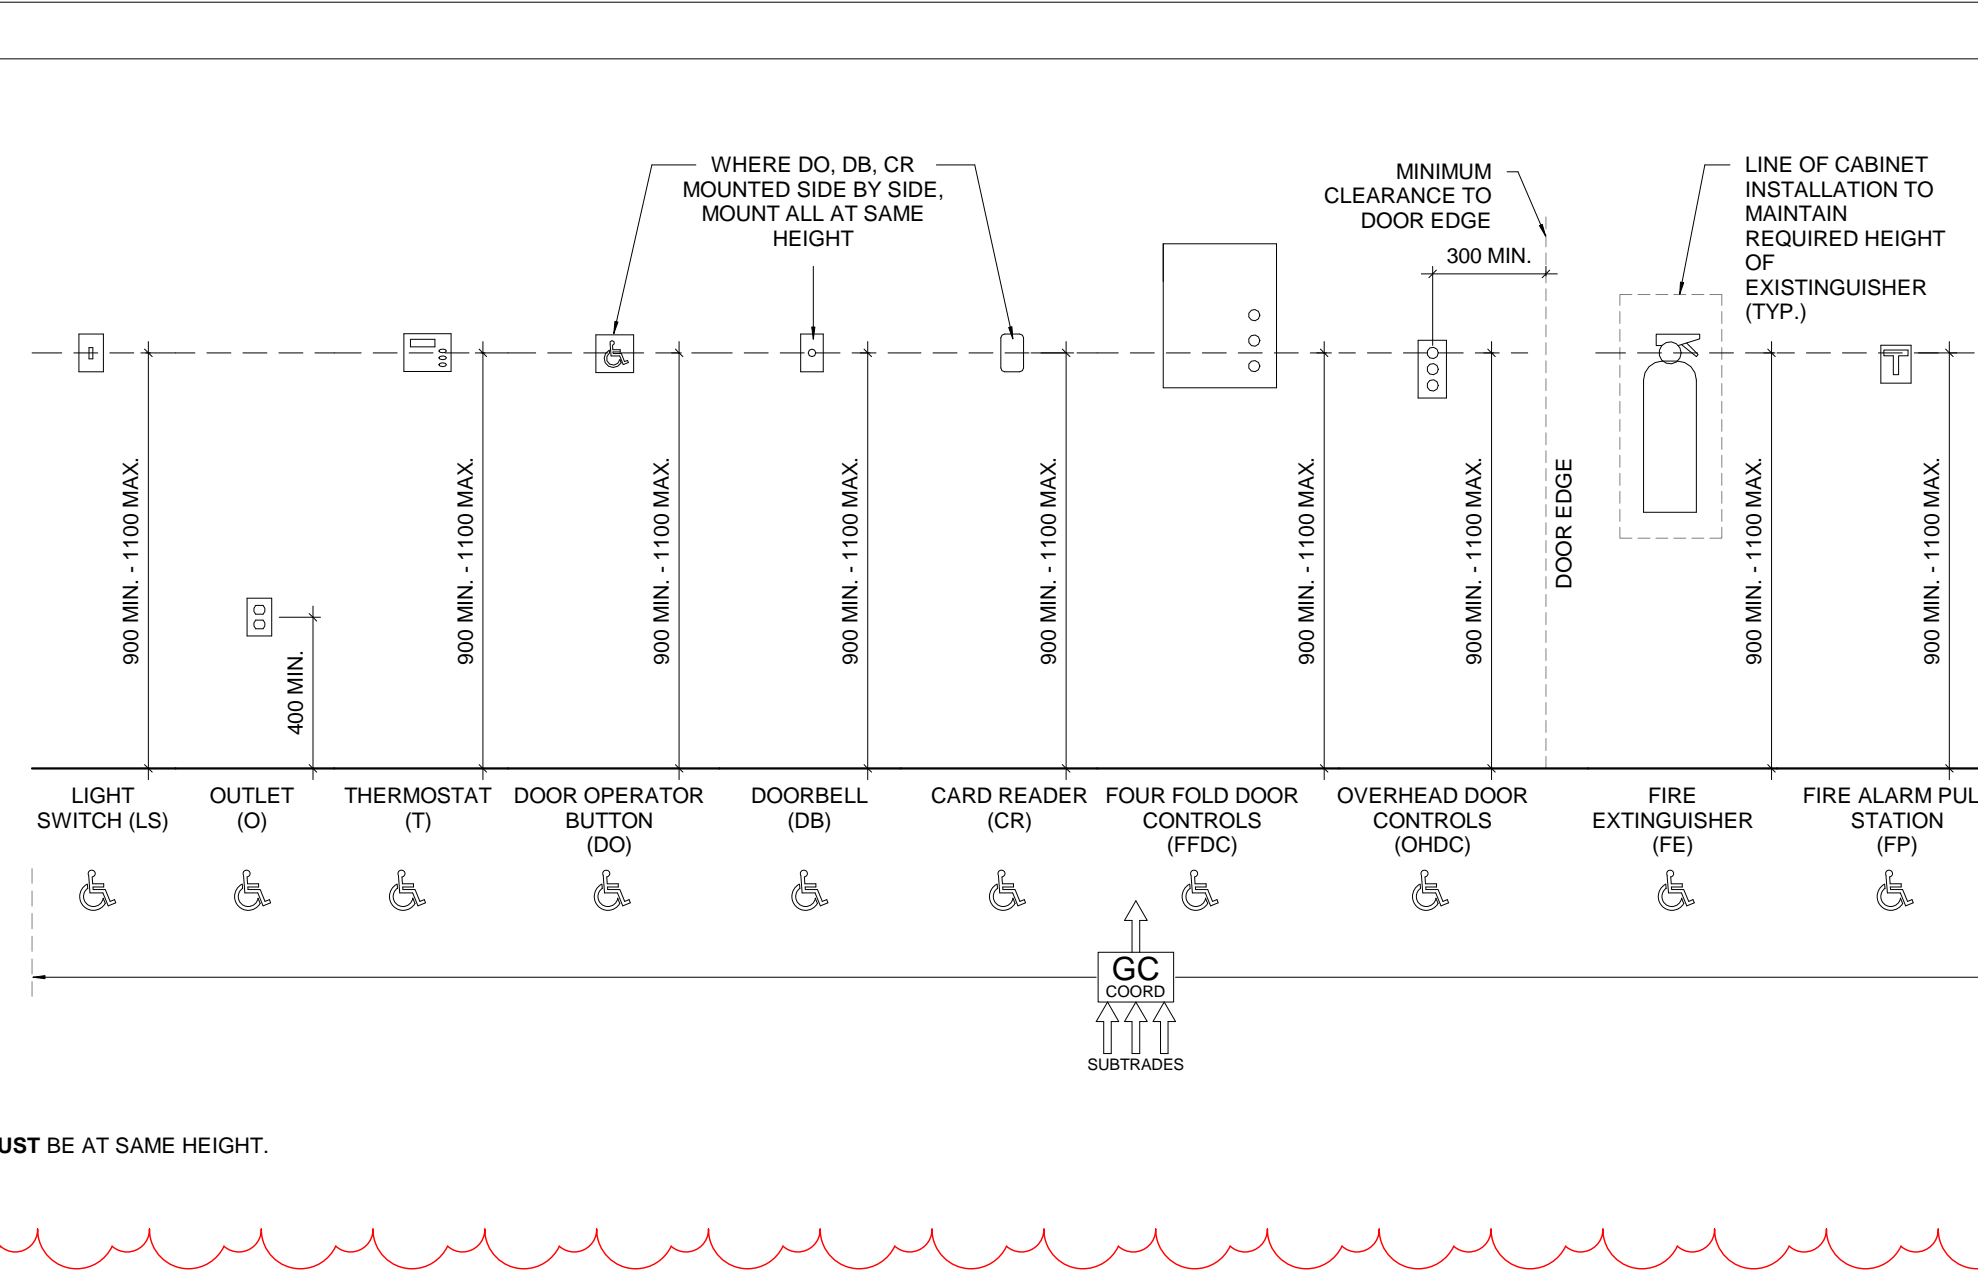 WHERE DO, DB, CR
MOUNTED SIDE BY SIDE,
MOUNT ALL AT SAME
HEIGHT
MINIMUM
CLEARANCE TO
DOOR EDGE
300 MIN.
LINE OF CABINET
INSTALLATION TO
MAINTAIN
REQUIRED HEIGHT
OF
EXISTINGUISHER
(TYP.)
900 MIN. - 1100 MAX.
400 MIN.
900 MIN. - 1100 MAX.
900 MIN. - 1100 MAX.
900 MIN. - 1100 MAX.
900 MIN. - 1100 MAX.
900 MIN. - 1100 MAX.
900 MIN. - 1100 MAX.
DOOR EDGE
900 MIN. - 1100 MAX.
900 MIN. - 1100 MAX.
LIGHT
SWITCH (LS)
OUTLET
(O)
THERMOSTAT
(T)
DOOR OPERATOR
BUTTON
(DO)
DOORBELL
(DB)
CARD READER
(CR)
FOUR FOLD DOOR
CONTROLS
(FFDC)
OVERHEAD DOOR
CONTROLS
(OHDC)
FIRE
EXTINGUISHER
(FE)
FIRE ALARM PUL
STATION
(FP)
GC
COORD
SUBTRADES
UST BE AT SAME HEIGHT.